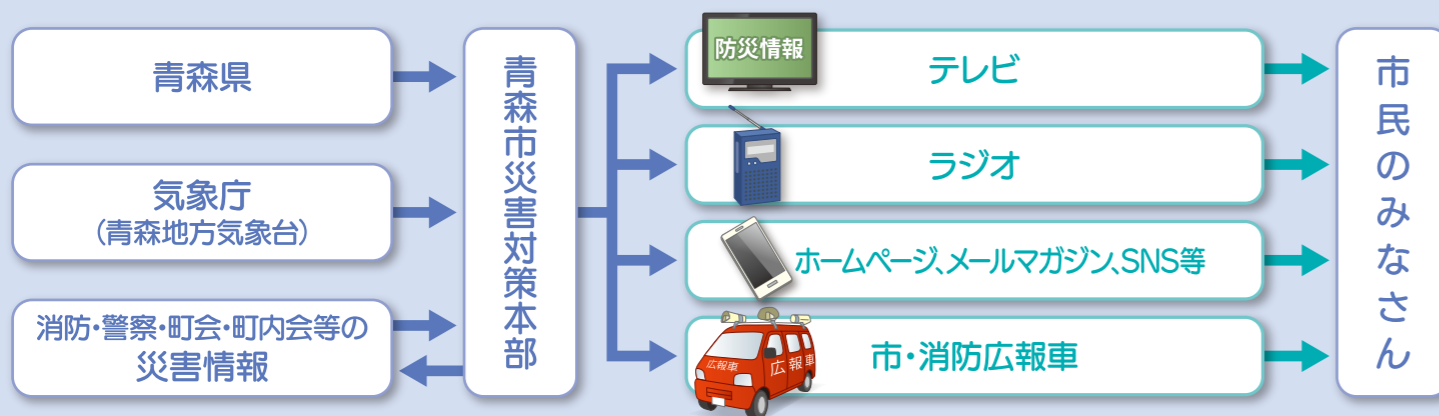 青森県
気象庁
(青森地方気象台)
消防・警察・町会・町内会等の
災害情報
青森市災害対策本部
防災情報
テレビ
ラジオ
ホームページ、メールマガジン、SNS等
広報車
広報車
市・消防広報車
市民のみなさん